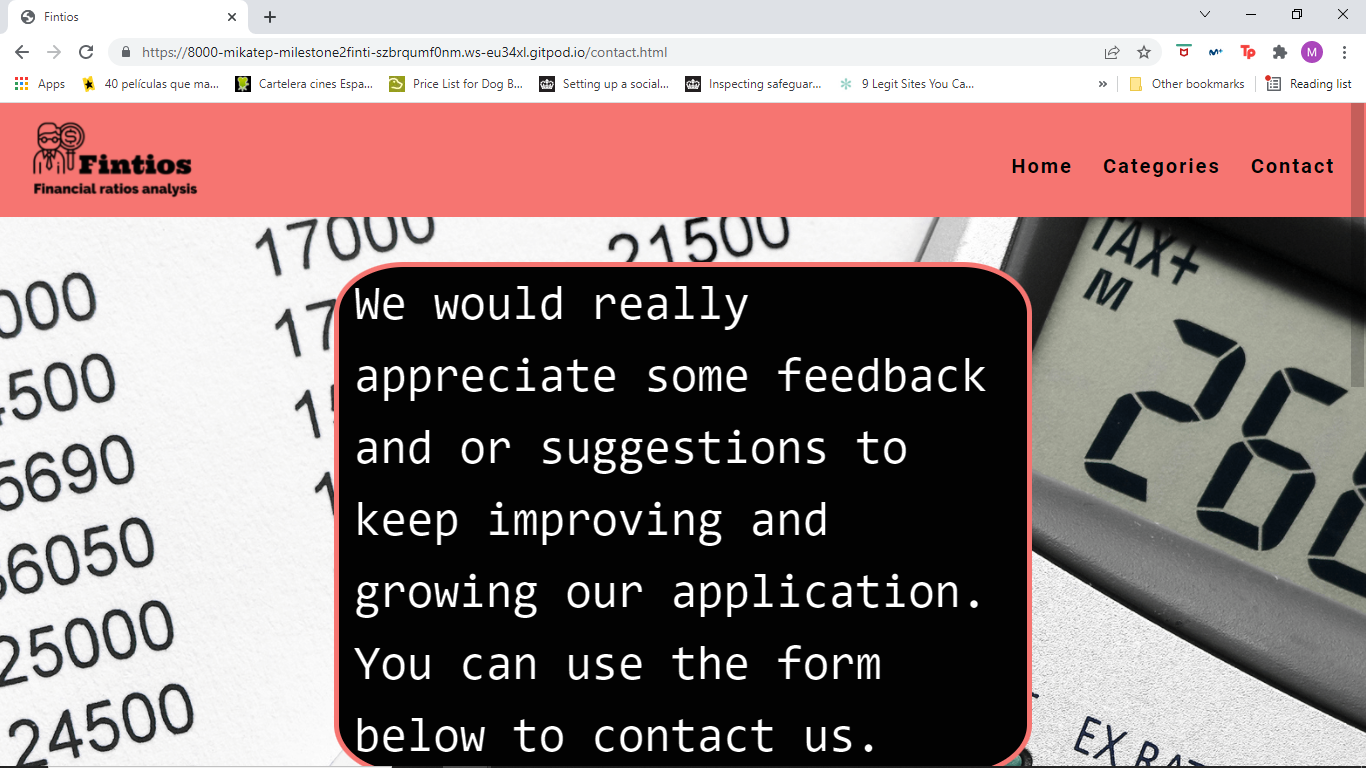 Fintios
https://8000-mikatep-milestone2finti-szbrqumf0nm.ws-eu34xl.gitpod.io/contact.html
M
Apps 40 películas que ma... Cartelera cines Espa... Price List for Dog B... Setting up a social... Inspecting safeguar... 9 Legit Sites You Ca... » Other bookmarks Reading list
Fintios
Financial ratios analysis
Home Categories Contact
17000 21500
TAX+
M
000
4500
5690
6050
25000
24500
We would really
appreciate some feedback
and or suggestions to
keep improving and
growing our application.
You can use the form
below to contact us.
26
EX RA